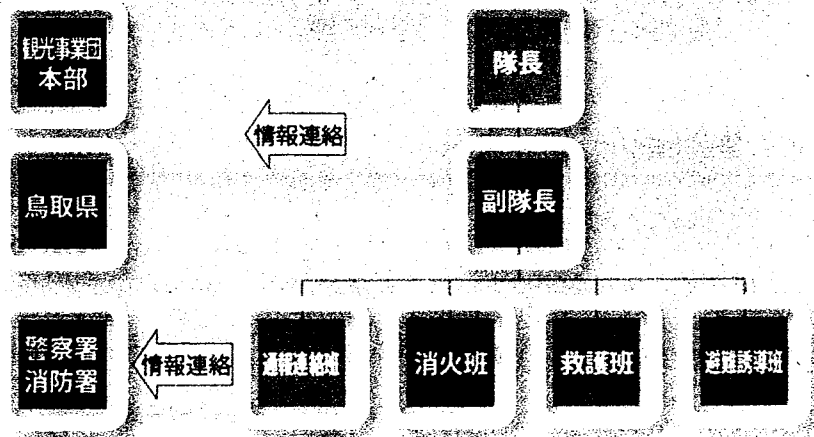 観光事業団
本部
隊長
情報連絡
鳥取県
副隊長
警察署
消防署
情報連絡
通報連絡班
消火班
救護班
避難誘導班